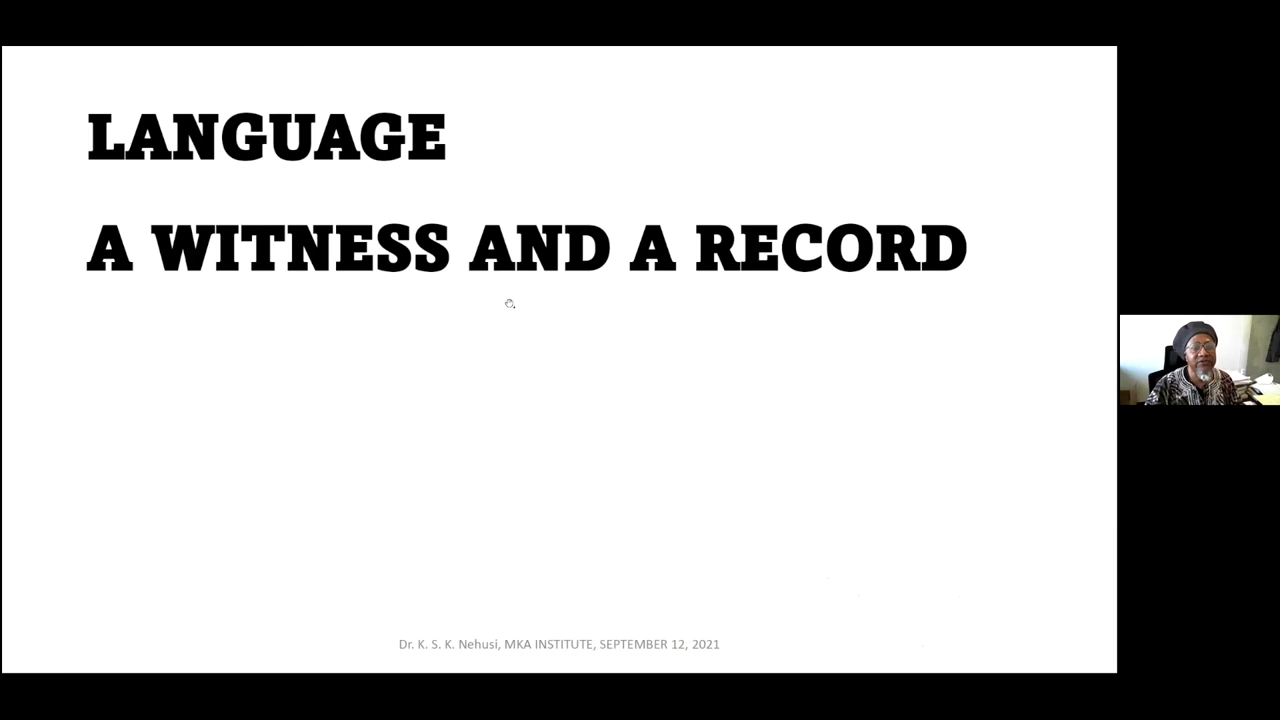 LANGUAGE
A WITNESS AND A RECORD
Dr. K. S. K. Nehusi, MKA INSTITUTE, SEPTEMBER 12, 2021